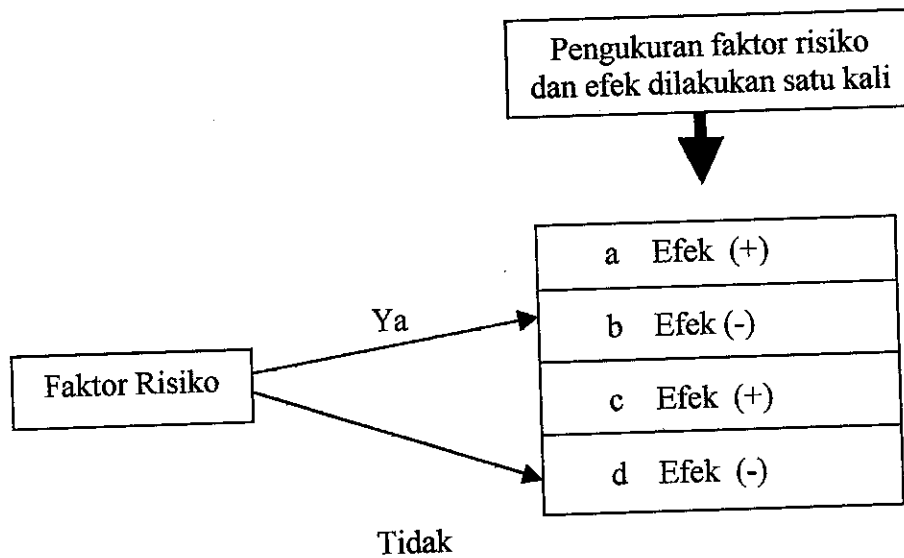 Pengukuran faktor risiko
dan efek dilakukan satu kali
a Efek (+)
Ya
b Efek (-)
Faktor Risiko
c Efek (+)
d Efek (-)
Tidak